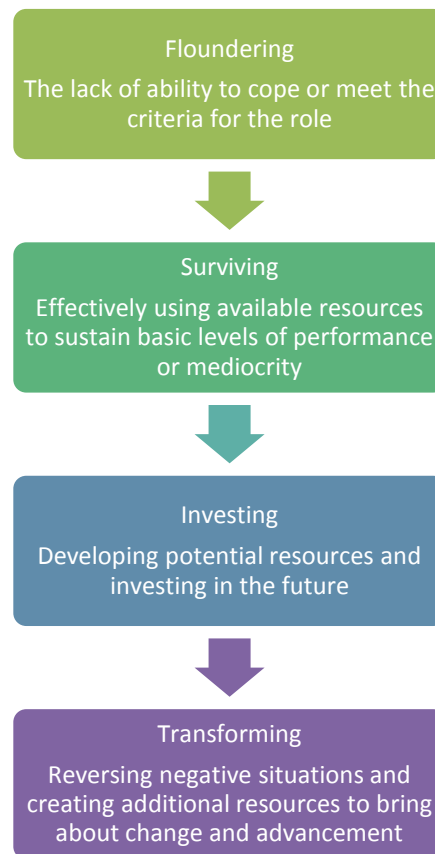 Floundering
The lack of ability to cope or meet the
criteria for the role
Surviving
Effectively using available resources
to sustain basic levels of performance
or mediocrity
Investing
Developing potential resources and
investing in the future
Transforming
Reversing negative situations and
creating additional resources to bring
about change and advancement